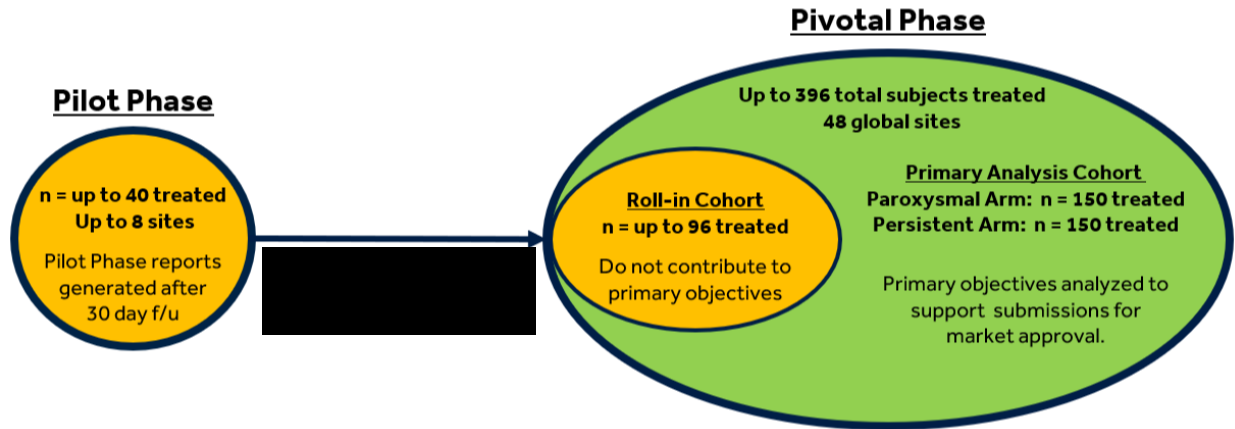 Pilot Phase
n = up to 40 treated
Up to 8 sites
Pilot Phase reports
generated after
30 day f/u
Pivotal Phase
Up to 396 total subjects treated
48 global sites
Roll-in Cohort
n = up to 96 treated
Do not contribute to
primary objectives
Primary Analysis Cohort
Paroxysmal Arm: n = 150 treated
Persistent Arm: n = 150 treated
Primary objectives analyzed to
support submissions for
market approval.